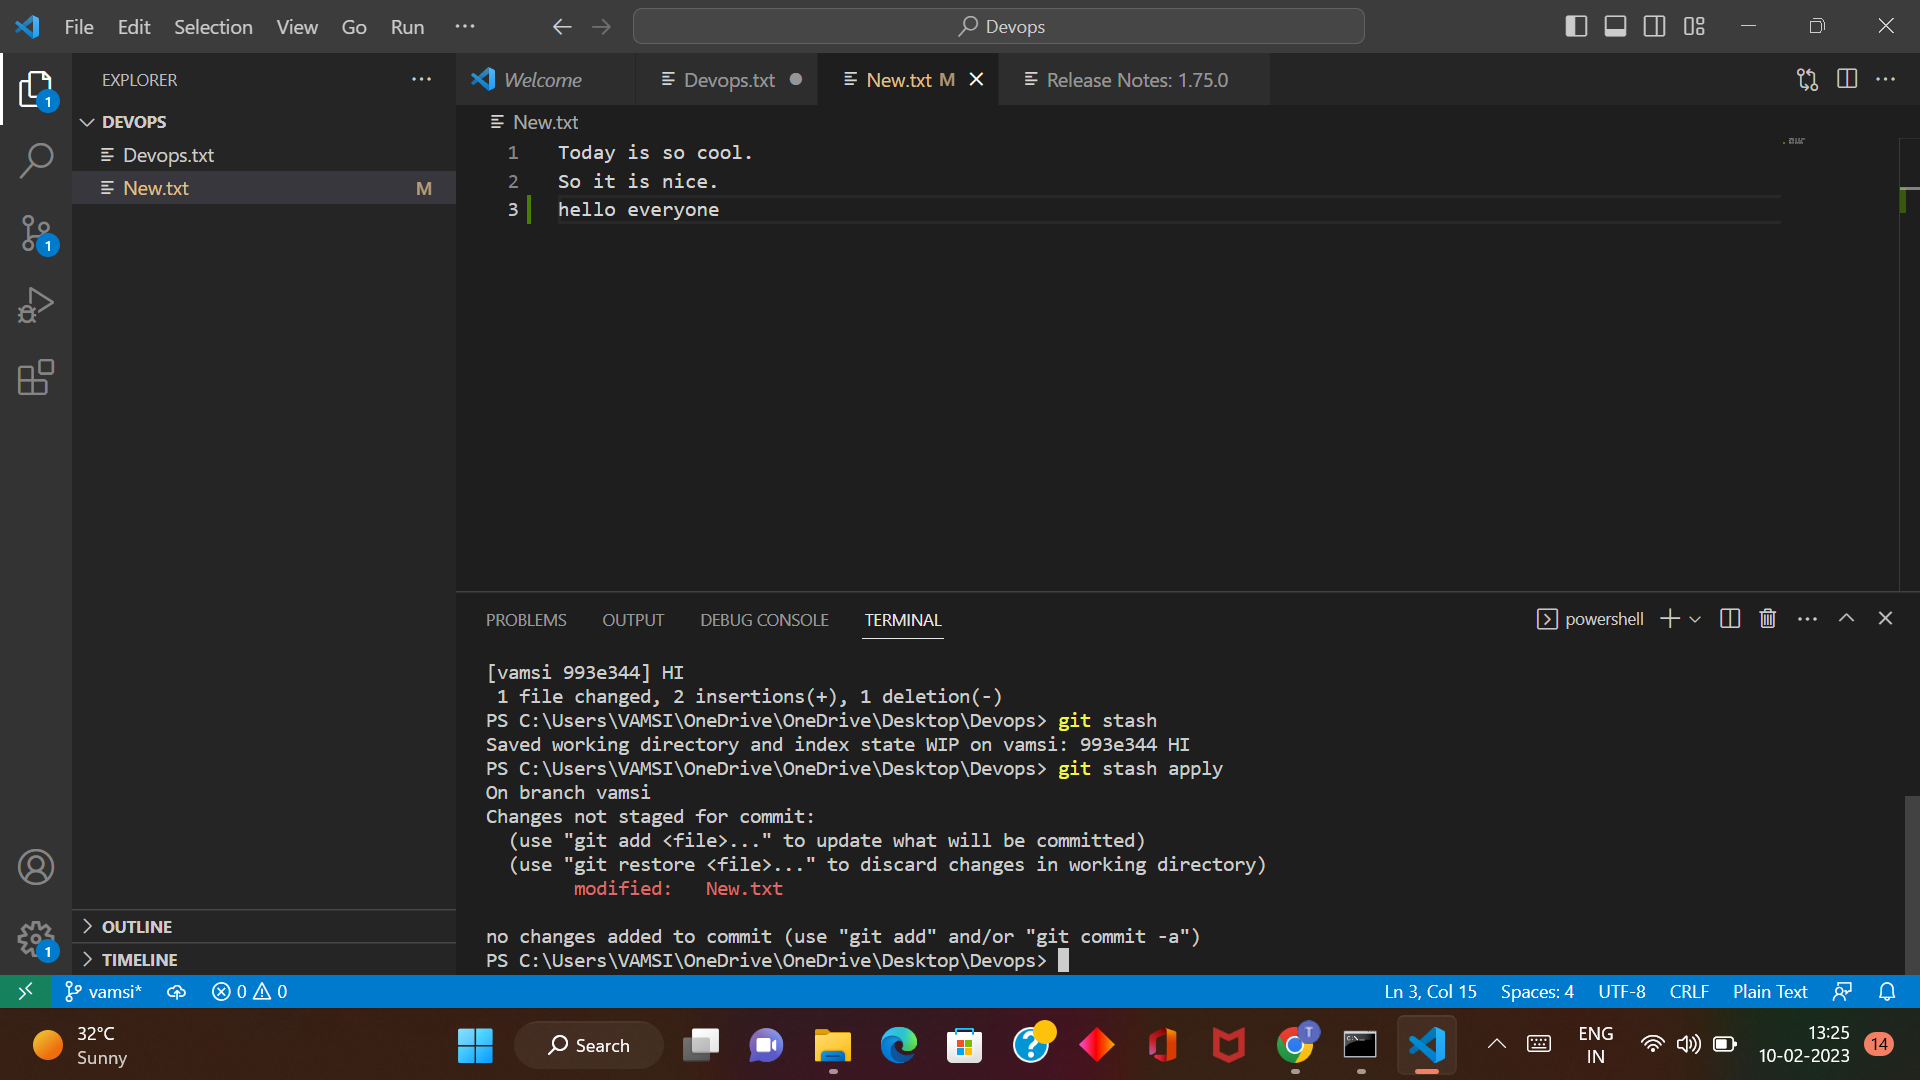 File Edit Selection View Go Run ···
Devops
EXPLORER
DEVOPS
Devops.txt
New.txt M
1
1
1
Welcome
Devops.txt
New.txt M
Release Notes: 1.75.0
New.txt
1 Today is so cool.
2 So it is nice.
3 hello everyone
OUTLINE
TIMELINE
PROBLEMS OUTPUT DEBUG CONSOLE TERMINAL
powershell
[vamsi 993e344] HI
1 file changed, 2 insertions(+), 1 deletion(-)
PS C:\Users\VAMSI\OneDrive\OneDrive\Desktop\Devops> git stash
Saved working directory and index state WIP on vamsi: 993e344 HI
PS C:\Users\VAMSI\OneDrive\OneDrive\Desktop\Devops> git stash apply
On branch vamsi
Changes not staged for commit:
(use "git add <file>..." to update what will be committed)
(use "git restore <file>..." to discard changes in working directory)
modified: New.txt
no changes added to commit (use "git add" and/or "git commit -a")
PS C:\Users\VAMSI\OneDrive\OneDrive\Desktop\Devops>
vamsi* 0 0
Ln 3, Col 15 Spaces: 4 UTF-8 CRLF Plain Text
32°C
Sunny
Search
T
ENG
IN
13:25
10-02-2023
14